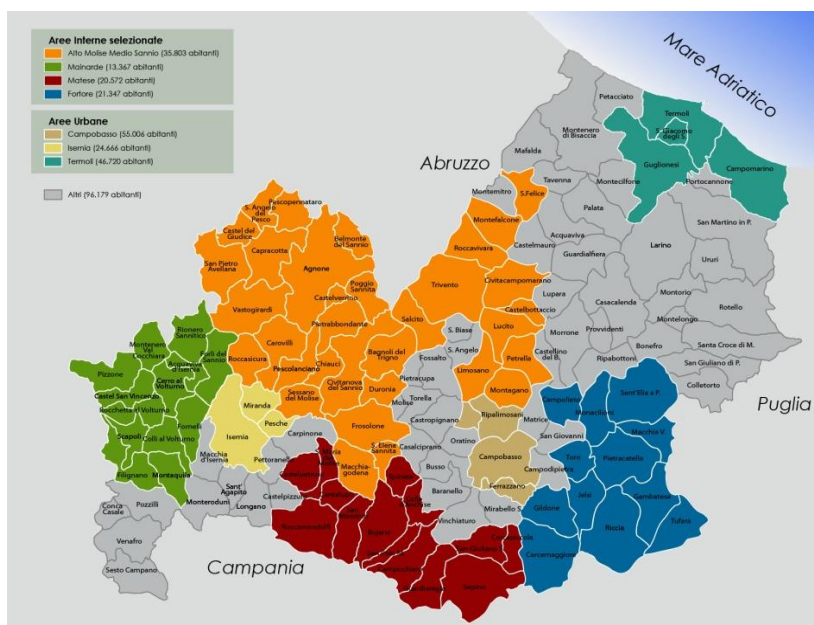 Aree Interne selezionate
Alto Molise Medio Sannio (35.803 abitanti)
Mainarde (13.367 abitanti)
Matese (20.572 abitanti)
Fortore (21.347 abitanti)
Aree Urbane
Campobasso (55.006 abitanti)
Isernia (24.666 abitanti)
Termoli (46.720 abitanti)
Altri (96.179 abitanti)
Mare Adriatico
Abruzzo
Puglia
Campania
Petacciato
Termoli
S. Giacomo
degli S.
Montenero
di Bisaccia
Guglionesi
Campomarino
Mafalda
Tavenna
Montecilfone
Portocannone
Montemitro
S.Felice
Palata
San Martino in P.
Montefalcone
Acquaviva
Larino
Ururi
Roccavivara
Castelmauro
Guardialfiera
Pescopennataro
S. Angelo
del
Pesco
Castel del
Giudice
Belmonte
del Sannio
Capracotta
Agnone
San Pietro
Avellana
Poggio
Sannita
Trivento
Civitacampomarano
Montorio
Rotello
Castelverrino
Lupara
Casacalenda
Montelongo
Vastogirardi
Castelbottaccio
Pietrabbondante
Salcito
Lucito
Morrone
Provvidenti
Bonefro
Santa Croce di M.
Rionero
Sannitico
S. Biase
Montenero
Val
Cocchiara
Carovilli
Bagnoli del
Trigno
Fossalto
S. Angelo
Petrella
Castellino
del B.
Ripabottoni
San Giuliano di P.
Forlì del
Sannio
Acquaviva
d'Isernia
Roccasicura
Pescolanciano
Chiauci
Limosano
Colletorto
Pizzone
Cerro al
Volturno
Civitanova
del Sannio
Duronia
Pietracupa
Montagano
Castel San Vincenzo
Sessano
del Molise
Molise
Torella
Campolieto
Monacilioni
Sant'Elia a P.
Rocchetta al Volturno
Miranda
Castropignano
Ripalimosani
Matrice
Fornelli
Pesche
Frosolone
Scapoli
Colli al Volturno
Isernia
Carpinone
Casalciprano
Oratino
San Giovanni
Macchia V.
Macchia
d'Isernia
Pettoranello
S. Elena
Sannita
Campobasso
Toro
Pietracatella
Filignano
Montaquila
Macchia-
godena
Busso
Campodipietra
Sant'
Agapito
Castelpizzuto
Ferrazzano
Jelsi
Gambatesa
Monteroduni
Longano
Baranello
Mirabello S.
Gildone
Conca
Casale
Pozzilli
Vinchiaturo
Riccia
Tufara
Venafro
Sesto Campano